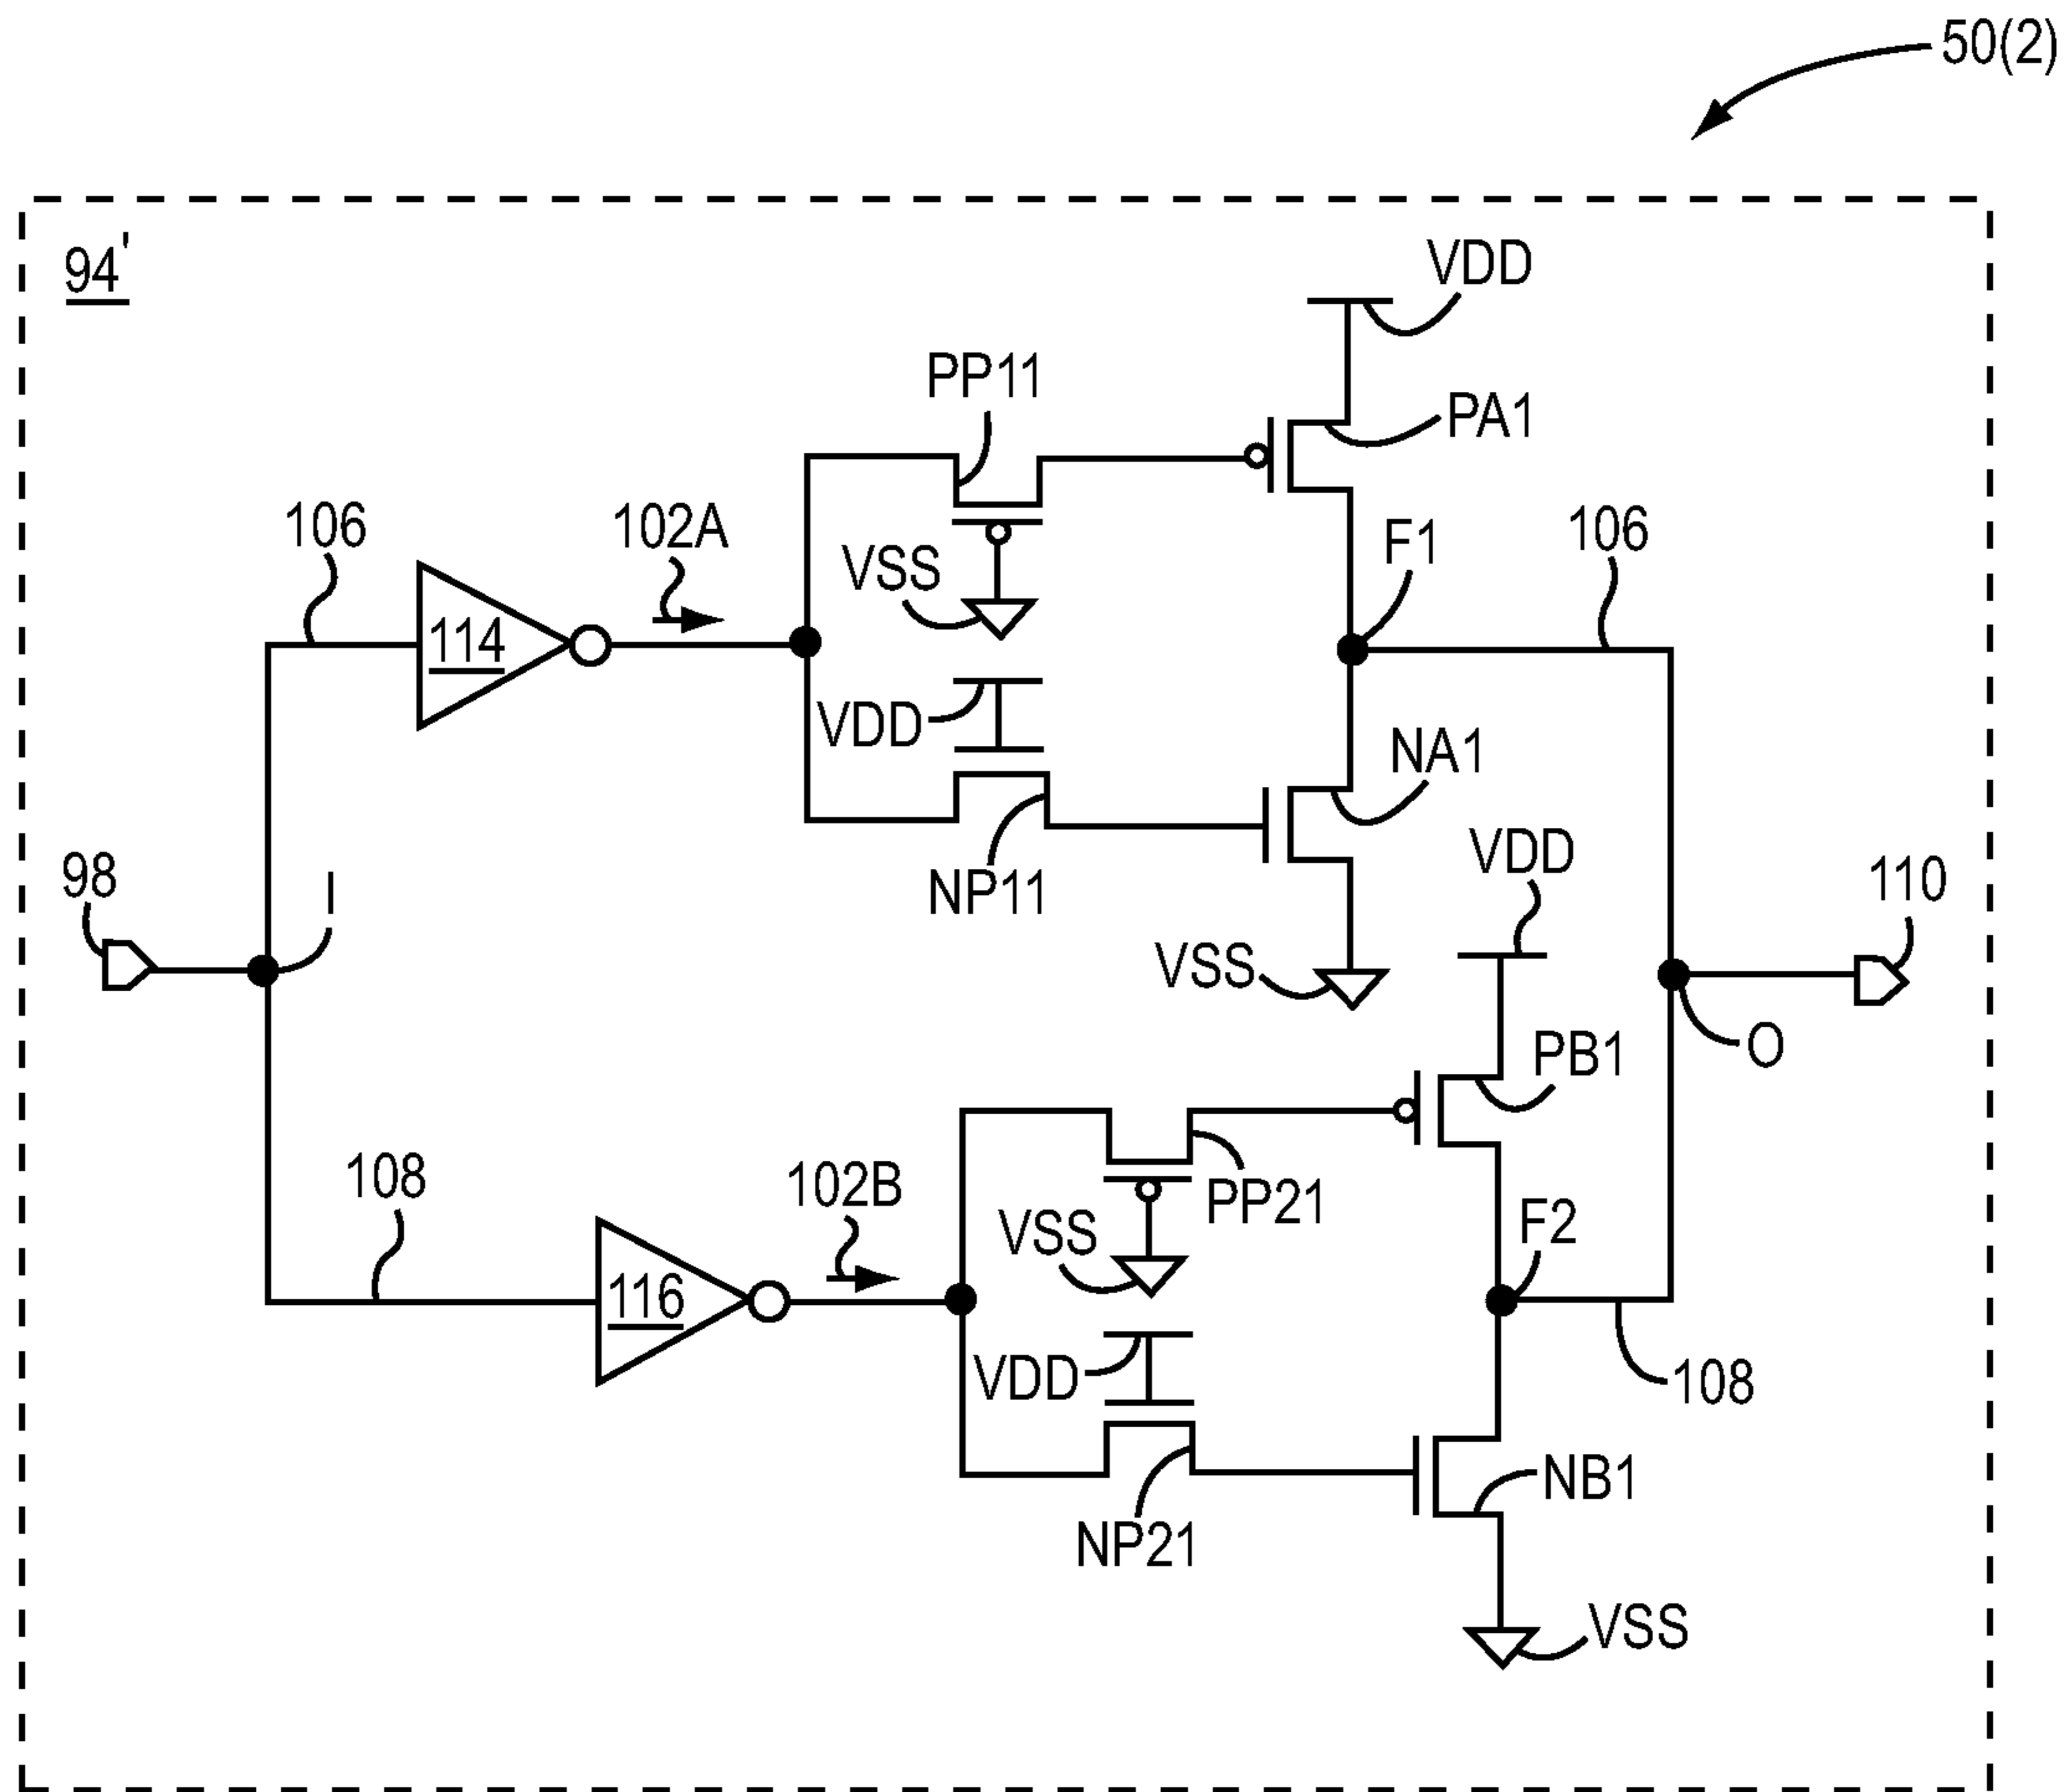 50(2)
94'
VDD
PP11
PA1
106
102A
VSS
F1
106
114
VDD
NA1
98
I
NP11
VDD
110
VSS
O
PB1
108
102B
PP21
VSS
F2
116
VDD
108
NB1
NP21
VSS